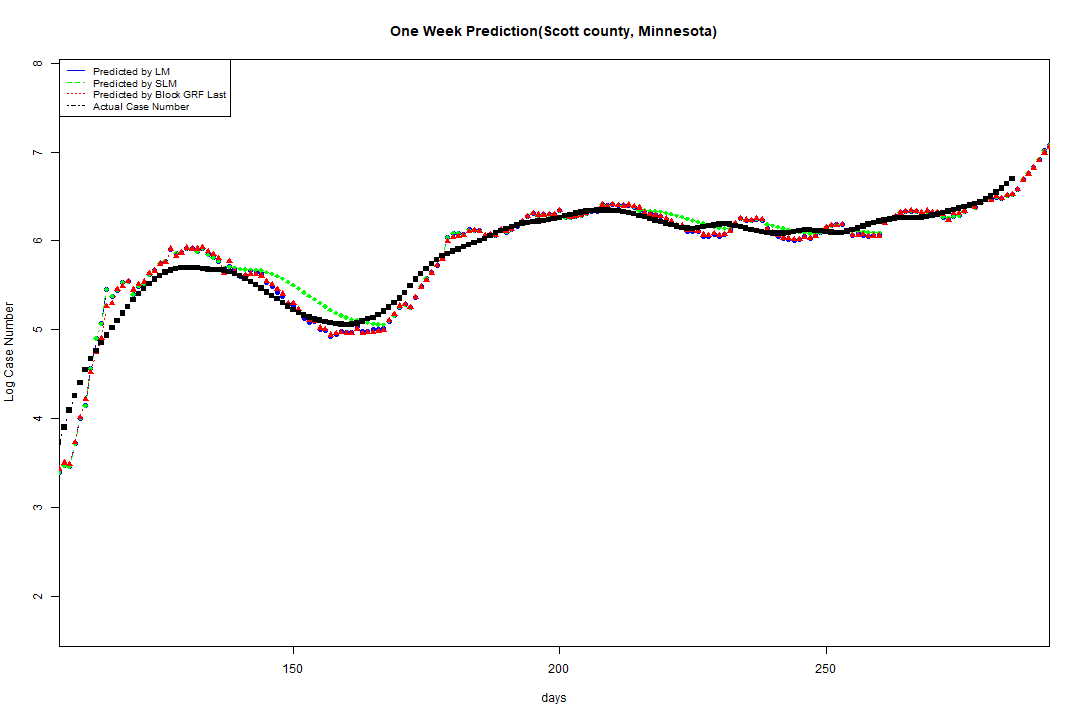 One Week Prediction(Scott county, Minnesota)
Predicted by LM
Predicted by SLM
Predicted by Block GRF Last
Actual Case Number
Log Case Number
8
7
6
5
4
3
2
150
200
250
days